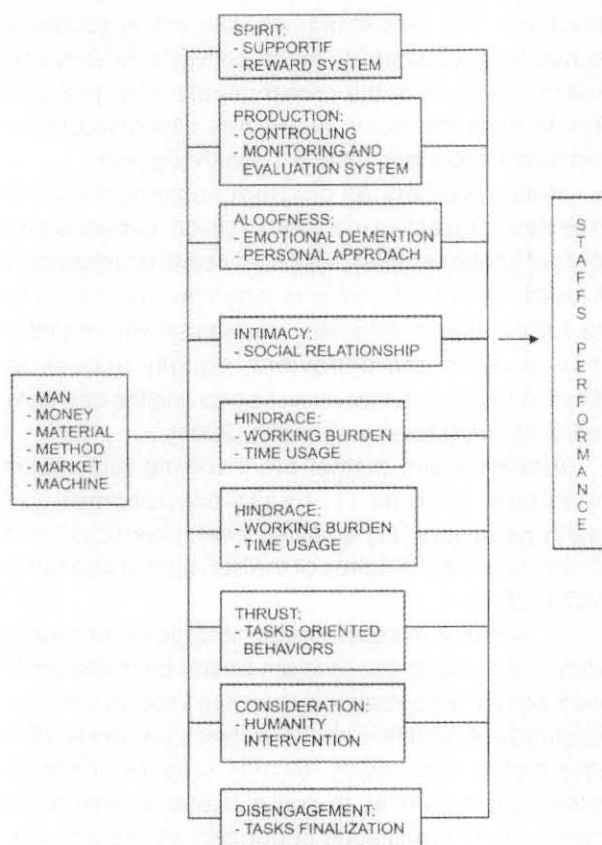 SPIRIT:
- SUPPORTIF
- REWARD SYSTEM
PRODUCTION:
- CONTROLLING
- MONITORING AND
EVALUATION SYSTEM
ALOOFNESS:
- EMOTIONAL DEMENTION
- PERSONAL APPROACH
INTIMACY:
- SOCIAL RELATIONSHIP
- MAN
- MONEY
- MATERIAL
- METHOD
- MARKET
- MACHINE
HINDRACE:
- WORKING BURDEN
- TIME USAGE
HINDRACE:
- WORKING BURDEN
- TIME USAGE
THRUST:
- TASKS ORIENTED
BEHAVIORS
CONSIDERATION:
- HUMANITY
INTERVENTION
DISENGAGEMENT:
- TASKS FINALIZATION
STAFFS PERFORMANCE